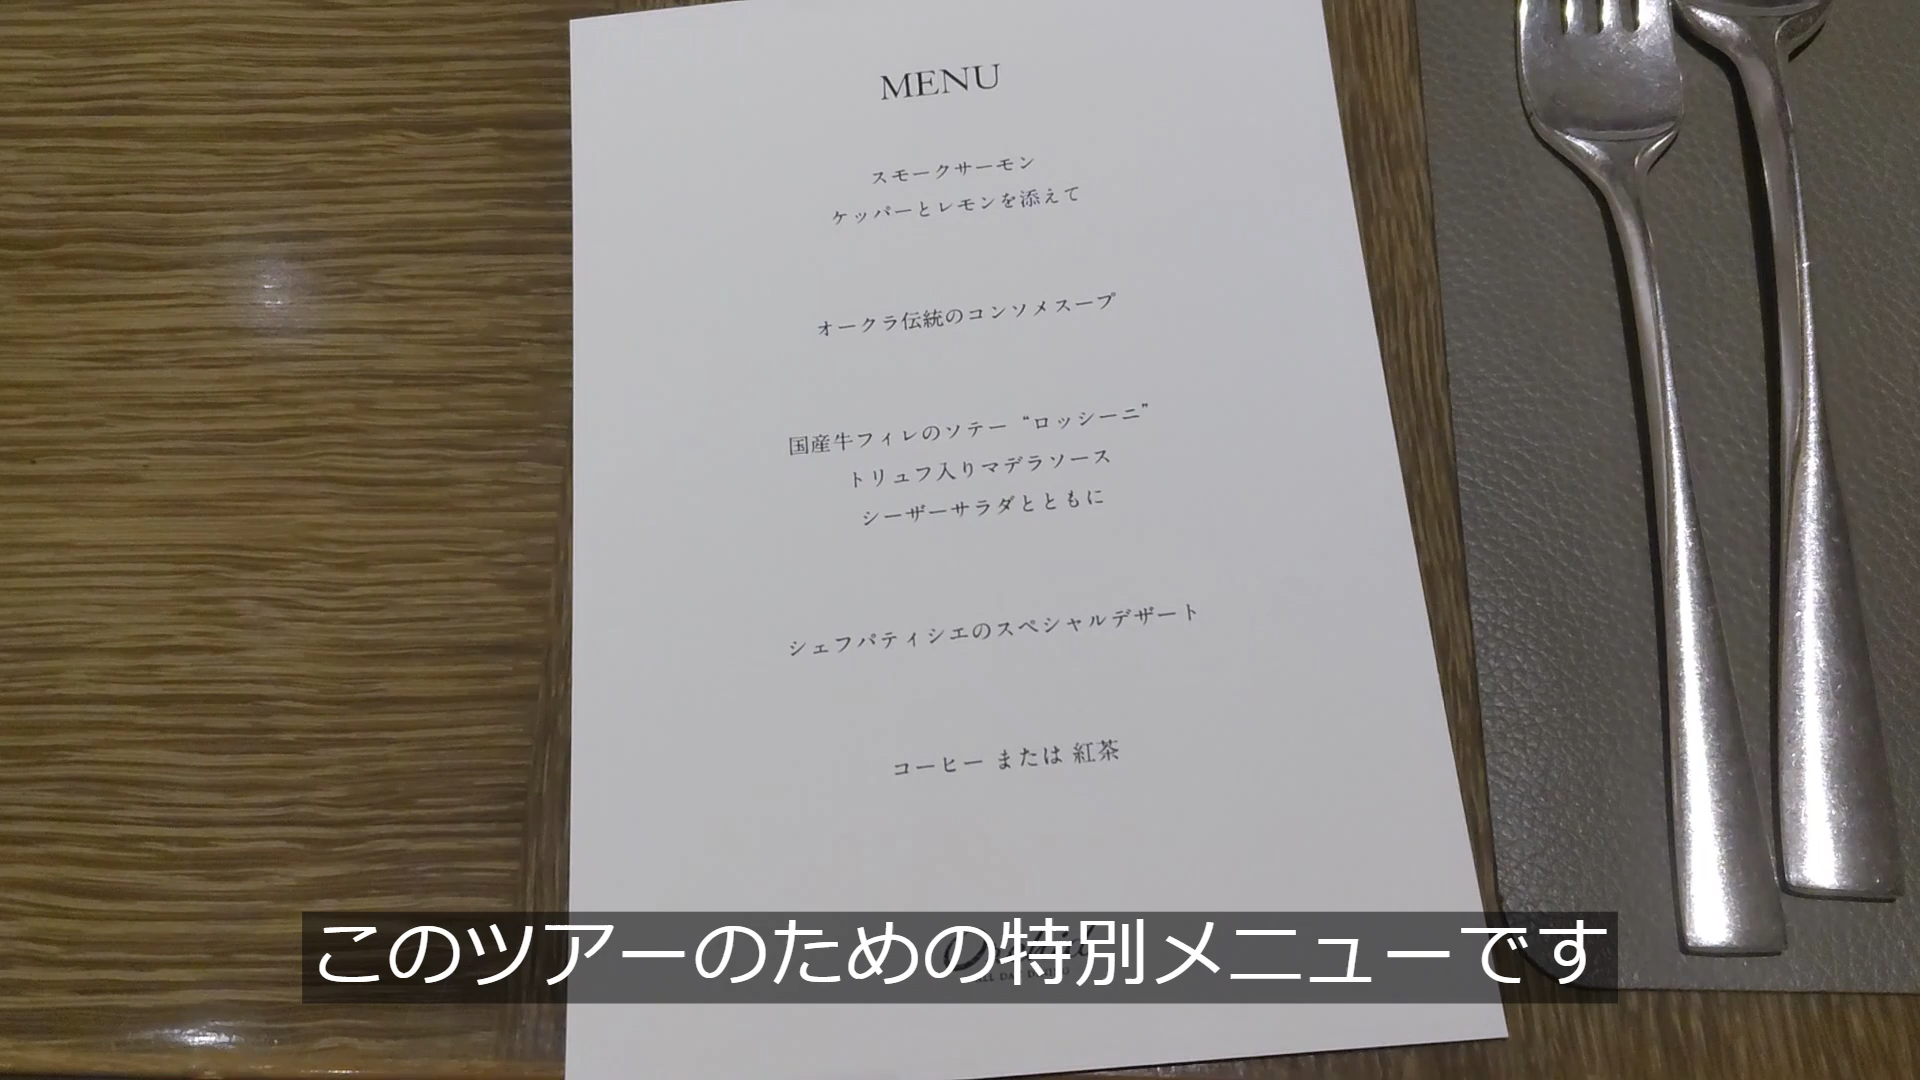 MENU
スモークサーモン
ケッパーとレモンを添えて
オークラ伝統のコンソメスープ
国産牛フィレのソテー “ロッシーニ”
トリュフ入りマデラソース
シーザーサラダとともに
シェフパティシエのスペシャルデザート
コーヒー または 紅茶
このツアーのための特別メニューです